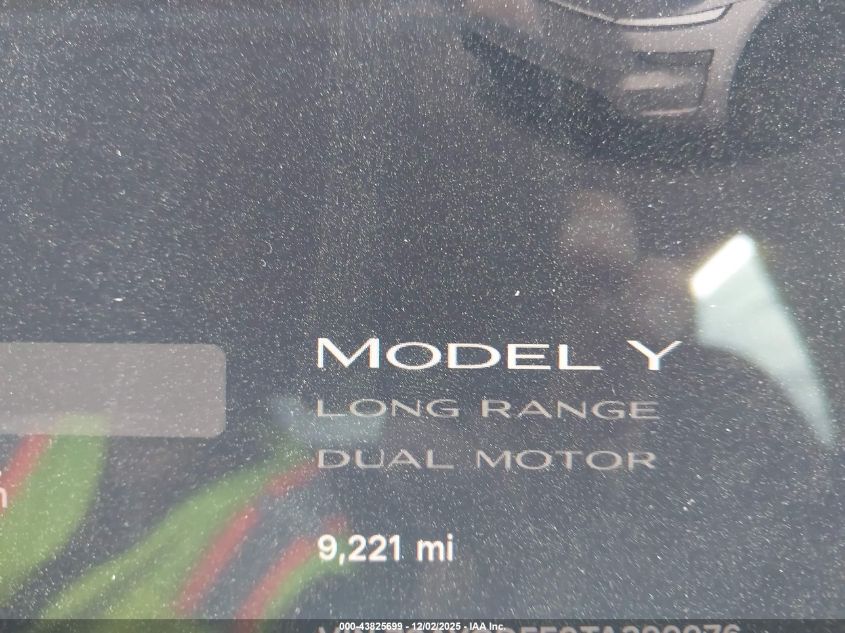 MODEL Y
LONG RANGE
DUAL MOTOR
9,221 mi
000-43825699 - 12/02/2025 - IAA Inc.